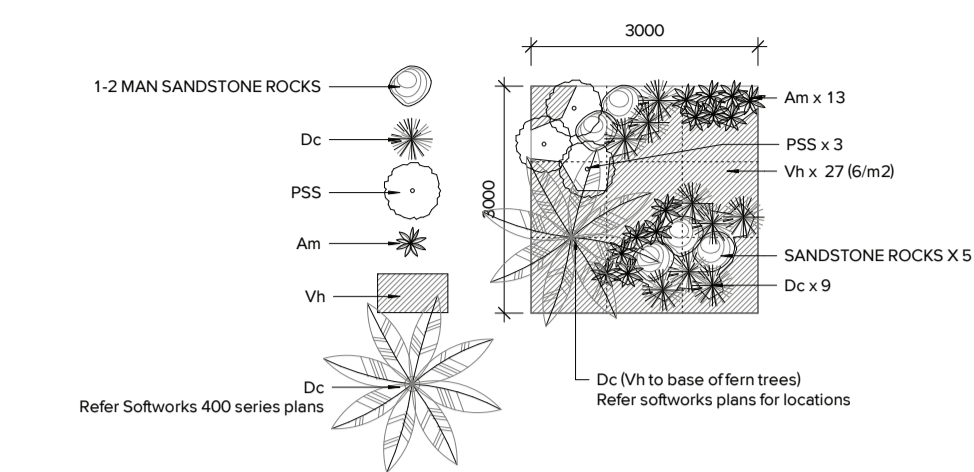 1-2 MAN SANDSTONE ROCKS
Dc
PSS
Am
Vh
Dc
Refer Softworks 400 series plans
3000
3000
Am x 13
PSS x 3
Vh x 27 (6/m2)
SANDSTONE ROCKS X 5
Dc x 9
Dc (Vh to base of fern trees)
Refer softworks plans for locations